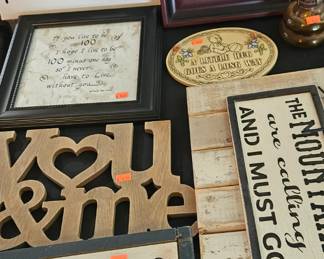 If you live to be
100
I hope I live to be
100 minus one day
so I never
have to live
without you
A LITTLE HUG
GOES A LONG WAY
you
& me
THE MOUNTAINS
are calling
AND I MUST GO